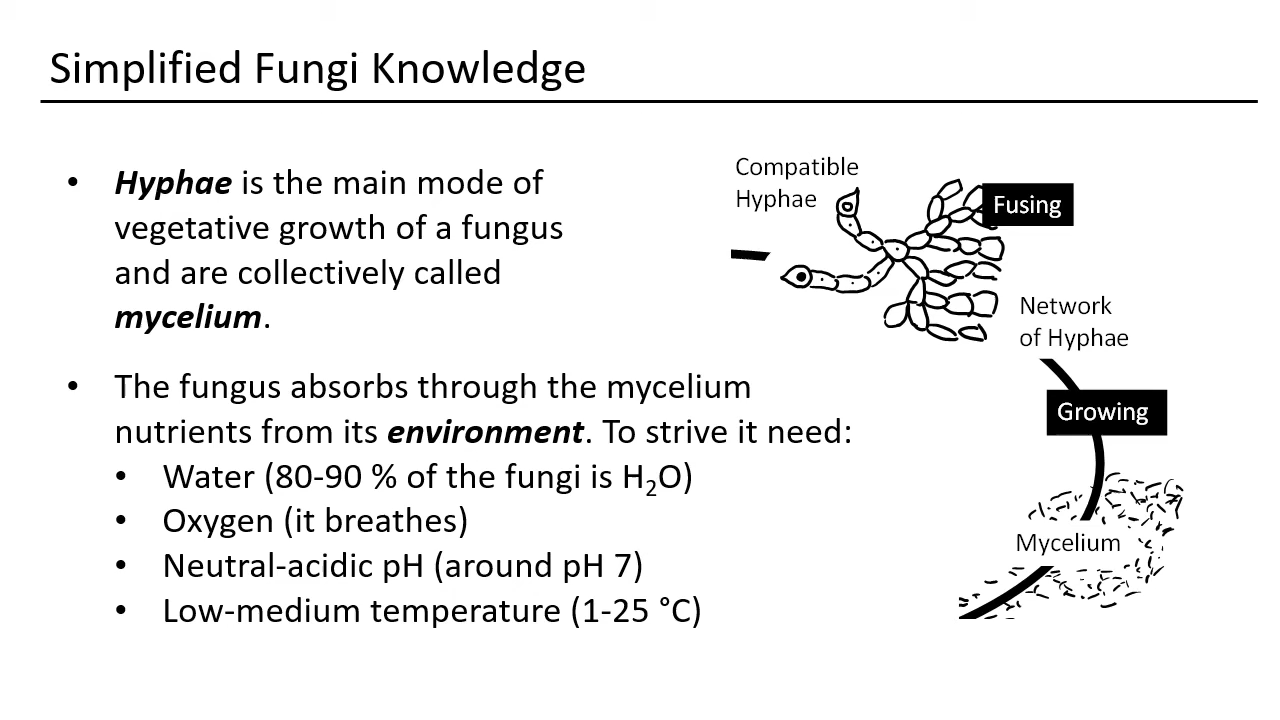 Simplified Fungi Knowledge
• Hyphae is the main mode of
vegetative growth of a fungus
and are collectively called
mycelium.
• The fungus absorbs through the mycelium
nutrients from its environment. To strive it need:
• Water (80-90 % of the fungi is H₂O)
• Oxygen (it breathes)
• Neutral-acidic pH (around pH 7)
• Low-medium temperature (1-25 °C)
Compatible
Hyphae
Fusing
Network
of Hyphae
Growing
Mycelium